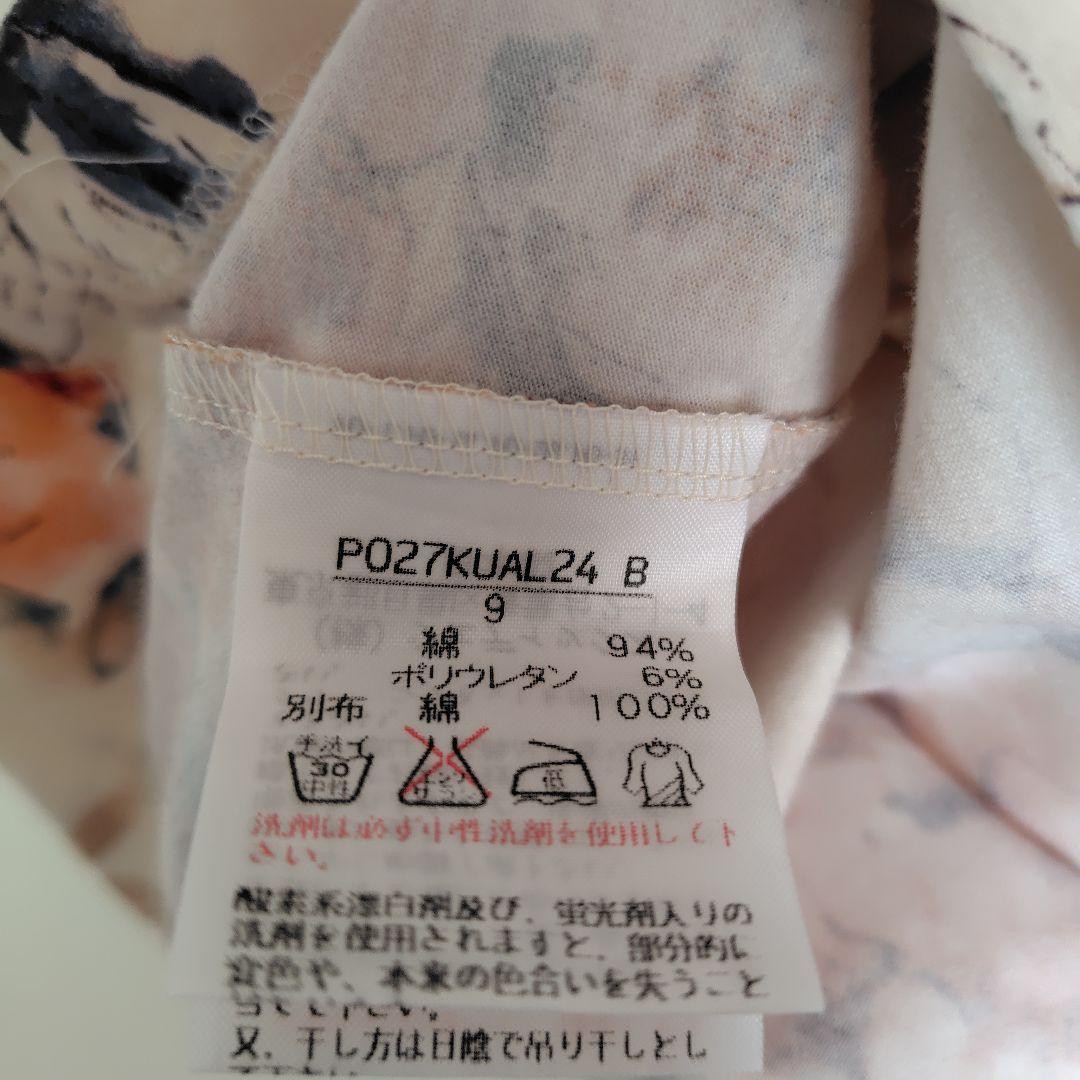 PO27KUAL24 B
9
綿 94%
ポリウレタン 6%
別布 綿 100%
手洗イ
30
中性
低
洗剤は必ず中性洗剤を使用して下
さい。
酸素系漂白剤及び、蛍光剤入りの
洗剤を使用されますと、部分的に
変色や、本来の色合いを失うこと
又、干し方は日陰で吊り干しとし